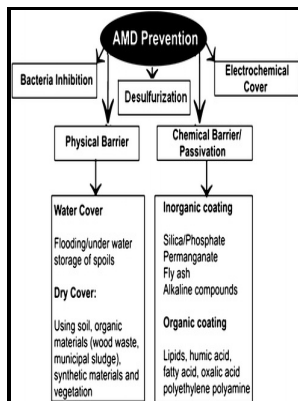 AMD Prevention
Bacteria Inhibition
Desulfurization
Electrochemical
Cover
Physical Barrier
Chemical Barrier/
Passivation
Water Cover
Flooding/under water
storage of spoils
Dry Cover:
Using soil, organic
materials (wood waste,
municipal sludge),
synthetic materials and
vegetation
Inorganic coating
Silica/Phosphate
Permanganate
Fly ash
Alkaline compounds
Organic coating
Lipids, humic acid,
fatty acid, oxalic acid
polyethylene polyamine